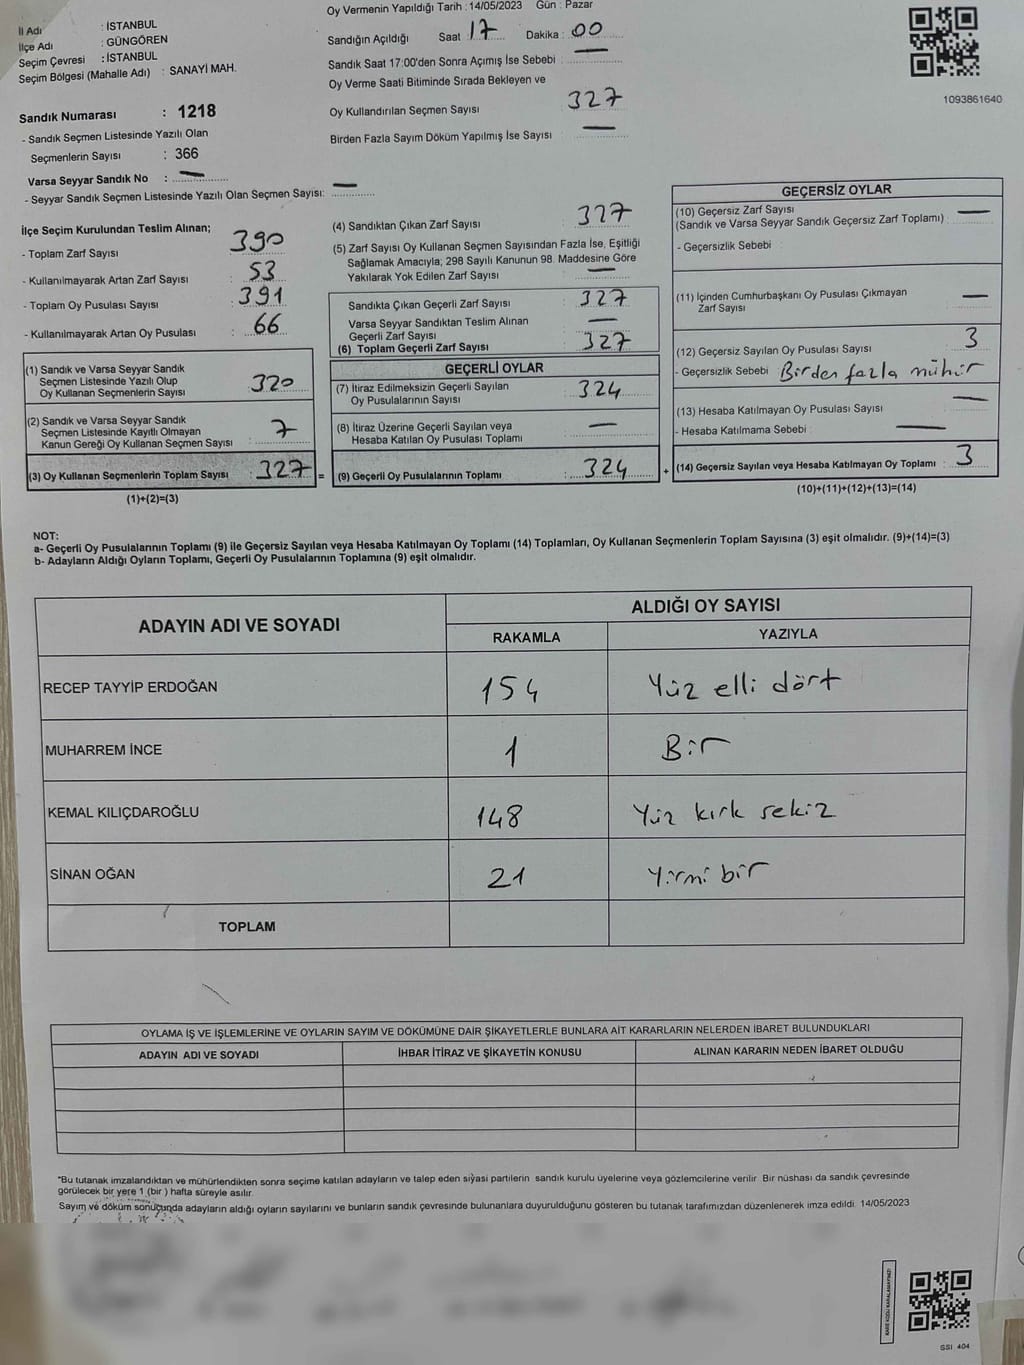 İl Adı : İSTANBUL
İlçe Adı : GÜNGÖREN
Seçim Çevresi : İSTANBUL
Seçim Bölgesi (Mahalle Adı) : SANAYİ MAH.
Sandık Numarası : 1218
- Sandık Seçmen Listesinde Yazılı Olan
Seçmenlerin Sayısı : 366
Varsa Seyyar Sandık No : —
- Seyyar Sandık Seçmen Listesinde Yazılı Olan Seçmen Sayısı: —
Oy Vermenin Yapıldığı Tarih : 14/05/2023 Gün : Pazar
Sandığın Açıldığı Saat : 17 Dakika : 00
Sandık Saat 17:00'den Sonra Açımış İse Sebebi : —
Oy Verme Saati Bitiminde Sırada Bekleyen ve
Oy Kullandırılan Seçmen Sayısı : 327
Birden Fazla Sayım Döküm Yapılmış İse Sayısı : —
1093861640
İlçe Seçim Kurulundan Teslim Alınan;
- Toplam Zarf Sayısı : 390
- Kullanılmayarak Artan Zarf Sayısı : 53
- Toplam Oy Pusulası Sayısı : 391
- Kullanılmayarak Artan Oy Pusulası : 66
(1) Sandık ve Varsa Seyyar Sandık
Seçmen Listesinde Yazılı Olup
Oy Kullanan Seçmenlerin Sayısı : 320
(2) Sandık ve Varsa Seyyar Sandık
Seçmen Listesinde Kayıtlı Olmayan
Kanun Gereği Oy Kullanan Seçmen Sayısı : 7
(3) Oy Kullanan Seçmenlerin Toplam Sayısı : 327 =
(1)+(2)=(3)
(4) Sandıktan Çıkan Zarf Sayısı : 327
(5) Zarf Sayısı Oy Kullanan Seçmen Sayısından Fazla İse, Eşitliği
Sağlamak Amacıyla; 298 Sayılı Kanunun 98. Maddesine Göre
Yakılarak Yok Edilen Zarf Sayısı : —
Sandıkta Çıkan Geçerli Zarf Sayısı : 327
Varsa Seyyar Sandıktan Teslim Alınan
Geçerli Zarf Sayısı : —
(6) Toplam Geçerli Zarf Sayısı : 327
GEÇERLİ OYLAR
(7) İtiraz Edilmeksizin Geçerli Sayılan
Oy Pusulalarının Sayısı : 324
(8) İtiraz Üzerine Geçerli Sayılan veya
Hesaba Katılan Oy Pusulası Toplamı : —
(9) Geçerli Oy Pusulalarının Toplamı : 324 +
GEÇERSİZ OYLAR
(10) Geçersiz Zarf Sayısı
(Sandık ve Varsa Seyyar Sandık Geçersiz Zarf Toplamı) : —
- Geçersizlik Sebebi :
(11) İçinden Cumhurbaşkanı Oy Pusulası Çıkmayan
Zarf Sayısı : —
(12) Geçersiz Sayılan Oy Pusulası Sayısı : 3
- Geçersizlik Sebebi : Birden fazla mühür
(13) Hesaba Katılmayan Oy Pusulası Sayısı : —
- Hesaba Katılmama Sebebi : —
(14) Geçersiz Sayılan veya Hesaba Katılmayan Oy Toplamı : 3
(10)+(11)+(12)+(13)=(14)
NOT:
a- Geçerli Oy Pusulalarının Toplamı (9) ile Geçersiz Sayılan veya Hesaba Katılmayan Oy Toplamı (14) Toplamları, Oy Kullanan Seçmenlerin Toplam Sayısına (3) eşit olmalıdır. (9)+(14)=(3)
b- Adayların Aldığı Oyların Toplamı, Geçerli Oy Pusulalarının Toplamına (9) eşit olmalıdır.
ADAYIN ADI VE SOYADI
ALDIĞI OY SAYISI
RAKAMLA YAZIYLA
RECEP TAYYİP ERDOĞAN 154 Yüz elli dört
MUHARREM İNCE 1 Bir
KEMAL KILIÇDAROĞLU 148 Yüz kırk sekiz
SİNAN OĞAN 21 Yirmi bir
TOPLAM
OYLAMA İŞ VE İŞLEMLERİNE VE OYLARIN SAYIM VE DÖKÜMÜNE DAİR ŞİKAYETLERLE BUNLARA AİT KARARLARIN NELERDEN İBARET BULUNDUKLARI
ADAYIN ADI VE SOYADI İHBAR İTİRAZ VE ŞİKAYETİN KONUSU ALINAN KARARIN NEDEN İBARET OLDUĞU
*Bu tutanak imzalandıktan ve mühürlendikten sonra seçime katılan adayların ve talep eden siyasi partilerin sandık kurulu üyelerine veya gözlemcilerine verilir. Bir nüshası da sandık çevresinde
görülecek bir yere 1 (bir ) hafta süreyle asılır.
Sayım ve döküm sonuçunda adayların aldığı oyların sayılarını ve bunların sandık çevresinde bulunanlara duyurulduğunu gösteren bu tutanak tarafımızdan düzenlenerek imza edildi. 14/05/2023
KARE KODU KARALAMAYINIZ!
GSI 404